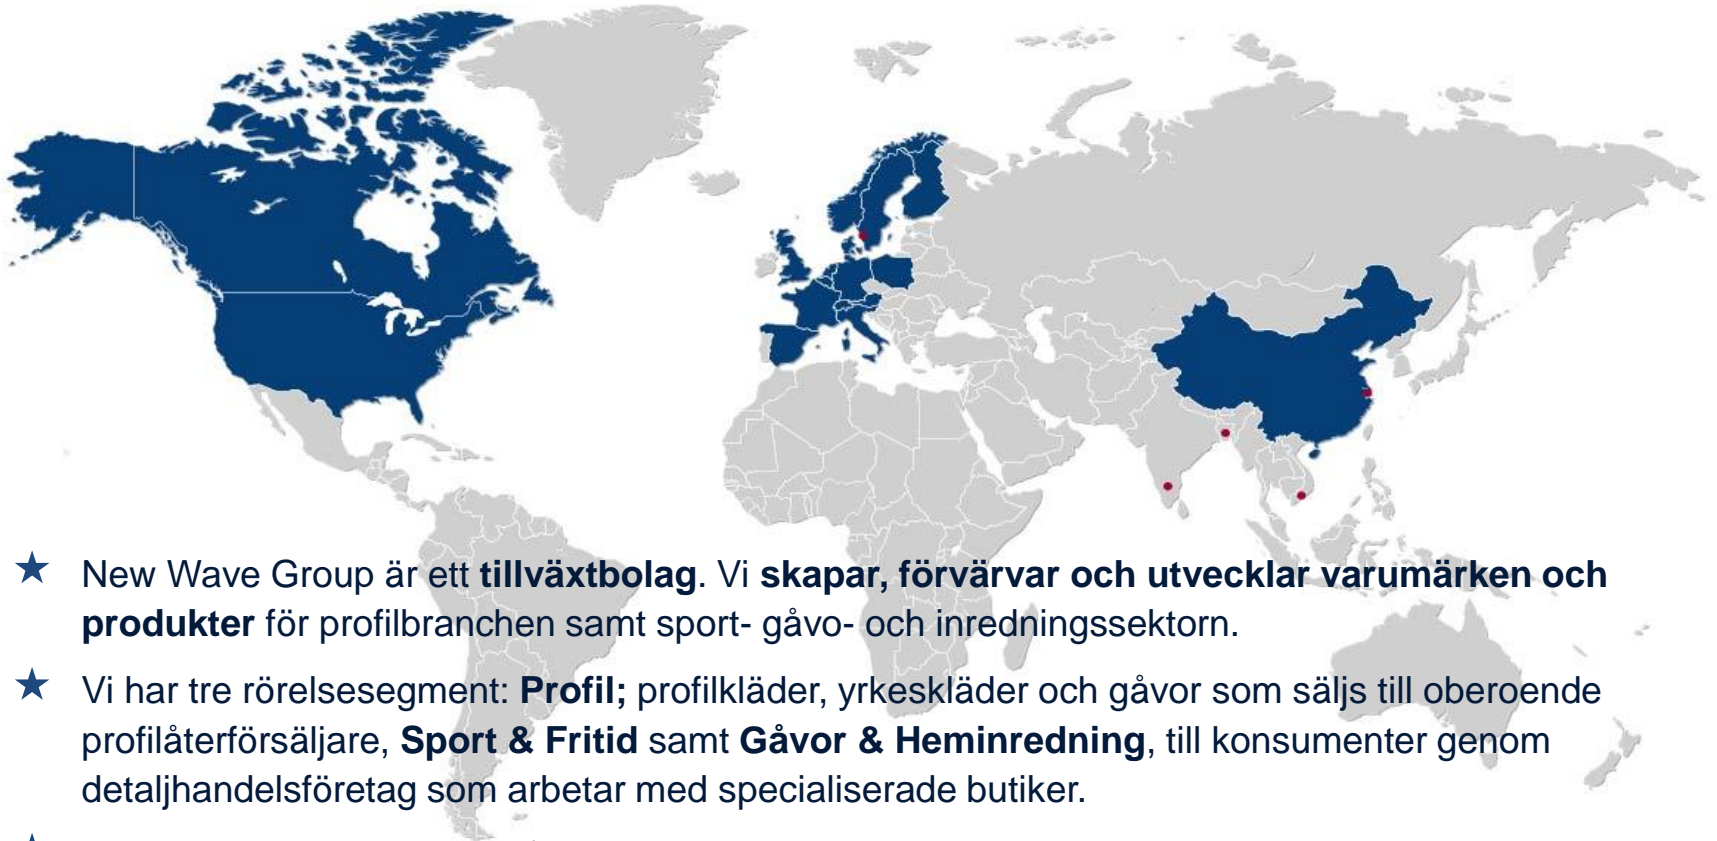 New Wave Group är ett tillväxtbolag. Vi skapar, förvärvar och utvecklar varumärken och
produkter för profilbranchen samt sport- gåvo- och inredningssektorn.
Vi har tre rörelsesegment: Profil; profilkläder, yrkeskläder och gåvor som säljs till oberoende
profilåterförsäljare, Sport & Fritid samt Gåvor & Heminredning, till konsumenter genom
detaljhandelsföretag som arbetar med specialiserade butiker.